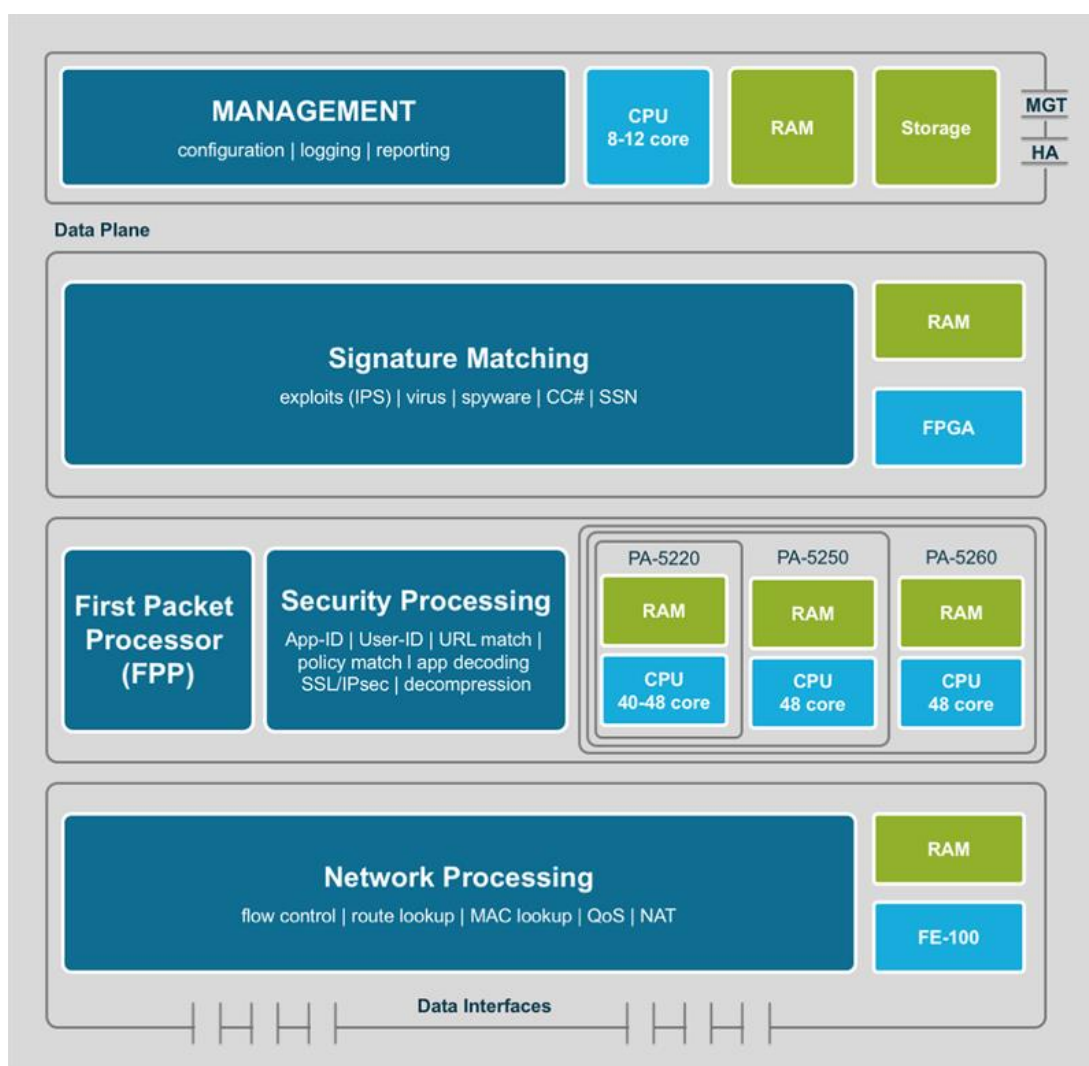 MANAGEMENT
configuration | logging | reporting
CPU
8-12 core
RAM
Storage
MGT
HA
Data Plane
Signature Matching
exploits (IPS) | virus | spyware | CC# | SSN
RAM
FPGA
First Packet
Processor
(FPP)
Security Processing
App-ID | User-ID | URL match |
policy match l app decoding
SSL/IPsec | decompression
PA-5220
RAM
CPU
40-48 core
PA-5250
RAM
CPU
48 core
PA-5260
RAM
CPU
48 core
Network Processing
flow control | route lookup | MAC lookup | QoS | NAT
RAM
FE-100
Data Interfaces